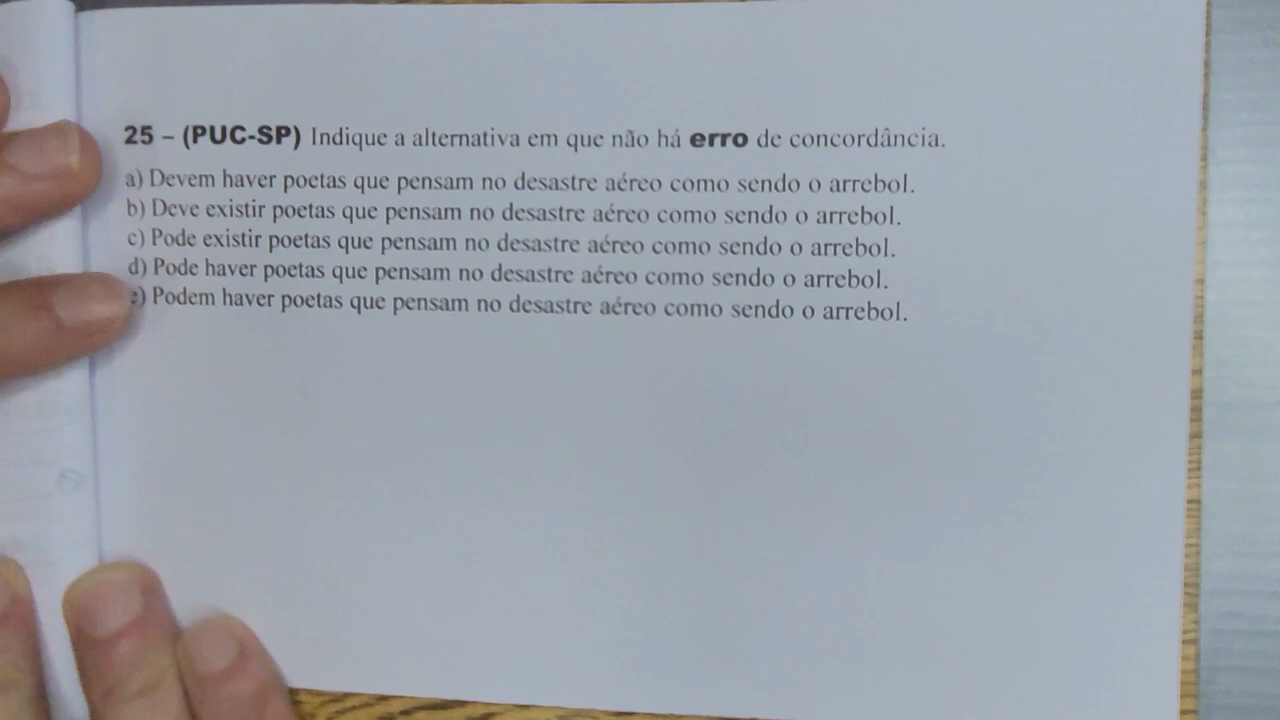 25 – (PUC-SP) Indique a alternativa em que não há erro de concordância.
a) Devem haver poetas que pensam no desastre aéreo como sendo o arrebol.
b) Deve existir poetas que pensam no desastre aéreo como sendo o arrebol.
c) Pode existir poetas que pensam no desastre aéreo como sendo o arrebol.
d) Pode haver poetas que pensam no desastre aéreo como sendo o arrebol.
e) Podem haver poetas que pensam no desastre aéreo como sendo o arrebol.